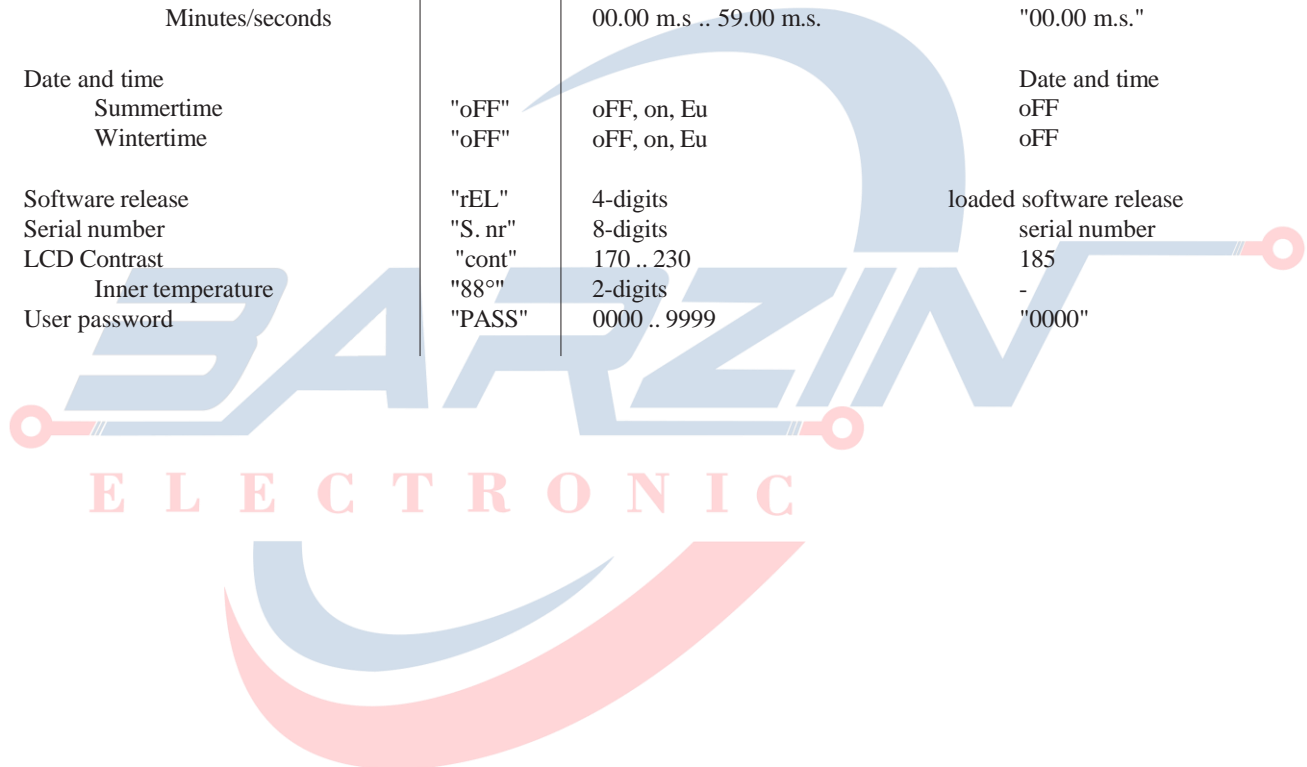 Minutes/seconds 00.00 m.s .. 59.00 m.s. "00.00 m.s."
Date and time Date and time
Summertime "oFF" oFF, on, Eu oFF
Wintertime "oFF" oFF, on, Eu oFF
Software release "rEL" 4-digits loaded software release
Serial number "S. nr" 8-digits serial number
LCD Contrast "cont" 170 .. 230 185
Inner temperature "88°" 2-digits -
User password "PASS" 0000 .. 9999 "0000"
BARZIN
ELECTRONIC